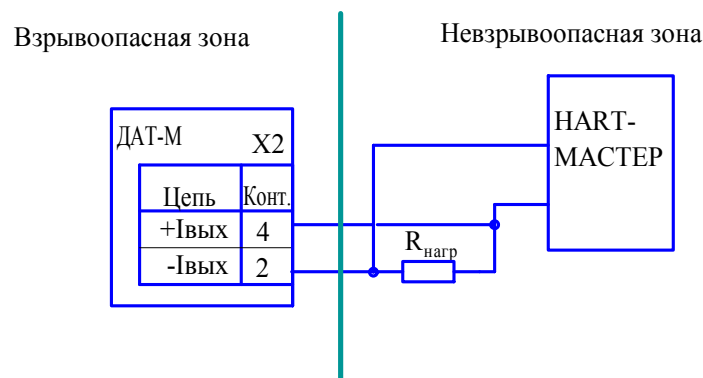 Взрывоопасная зона
Невзрывоопасная зона
ДАТ-М
X2
Цепь Конт.
+Iвых 4
-Iвых 2
Rнагр
HART-
МАСТЕР